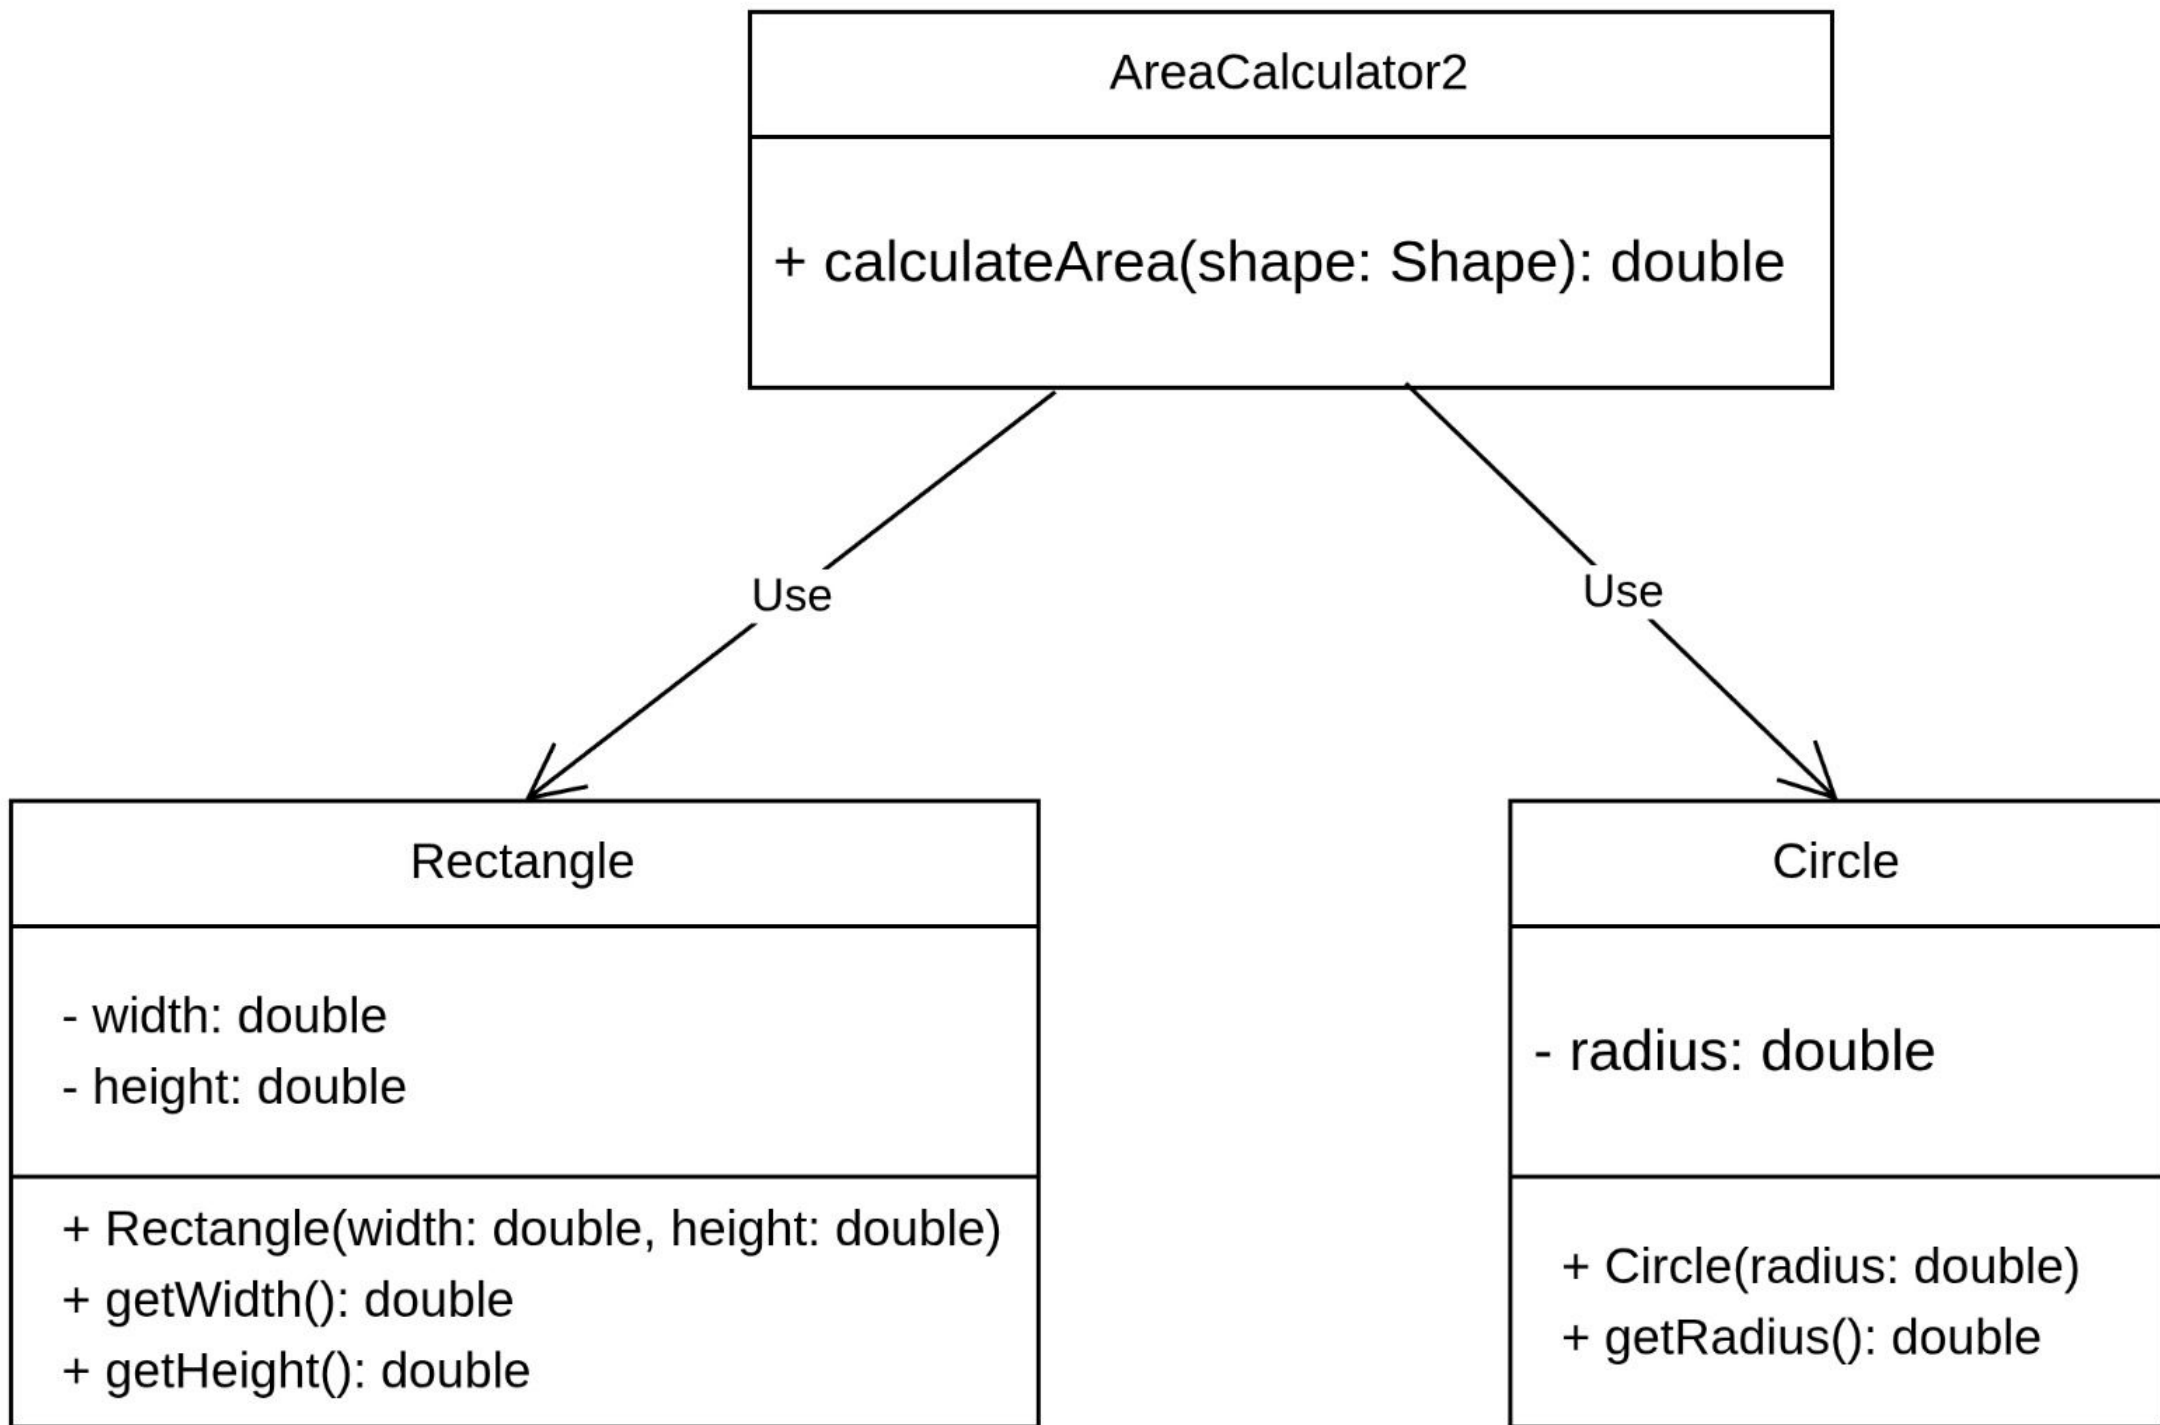 AreaCalculator2
+ calculateArea(shape: Shape): double
Use
Use
Rectangle
- width: double
- height: double
+ Rectangle(width: double, height: double)
+ getWidth(): double
+ getHeight(): double
Circle
- radius: double
+ Circle(radius: double)
+ getRadius(): double